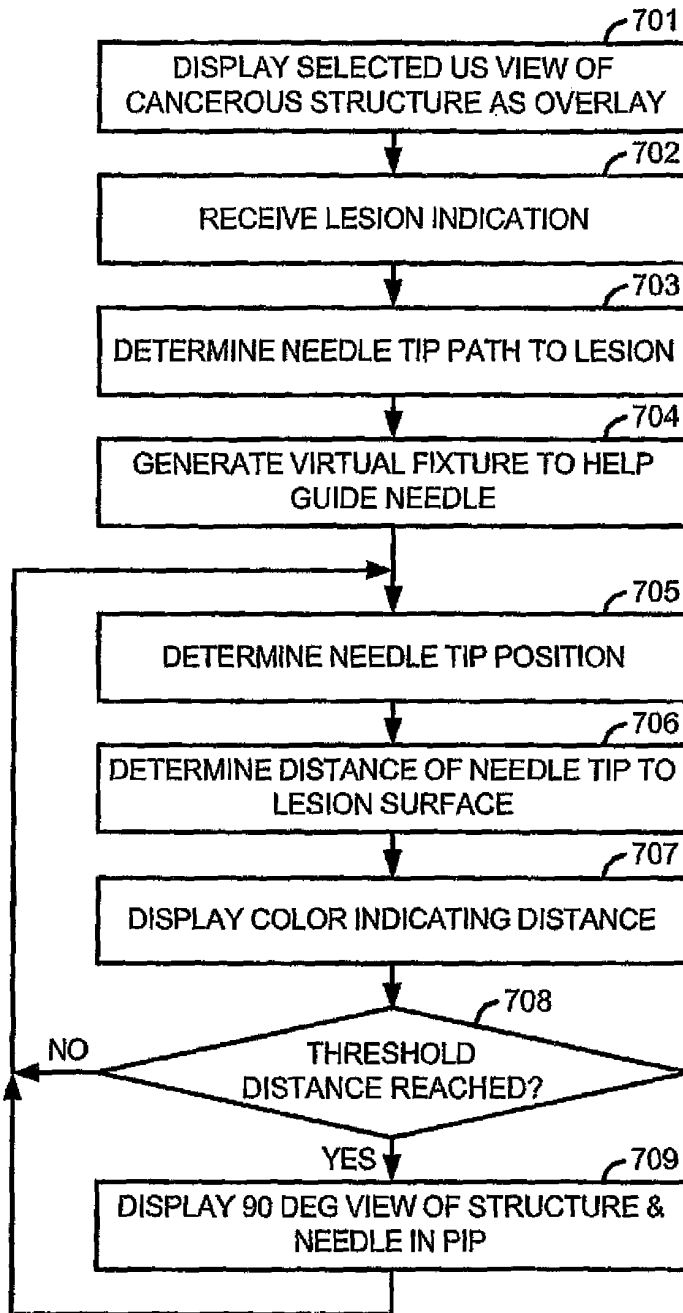 701
DISPLAY SELECTED US VIEW OF
CANCEROUS STRUCTURE AS OVERLAY
702
RECEIVE LESION INDICATION
703
DETERMINE NEEDLE TIP PATH TO LESION
704
GENERATE VIRTUAL FIXTURE TO HELP
GUIDE NEEDLE
705
DETERMINE NEEDLE TIP POSITION
706
DETERMINE DISTANCE OF NEEDLE TIP TO
LESION SURFACE
707
DISPLAY COLOR INDICATING DISTANCE
708
NO
THRESHOLD
DISTANCE REACHED?
YES
709
DISPLAY 90 DEG VIEW OF STRUCTURE &
NEEDLE IN PIP